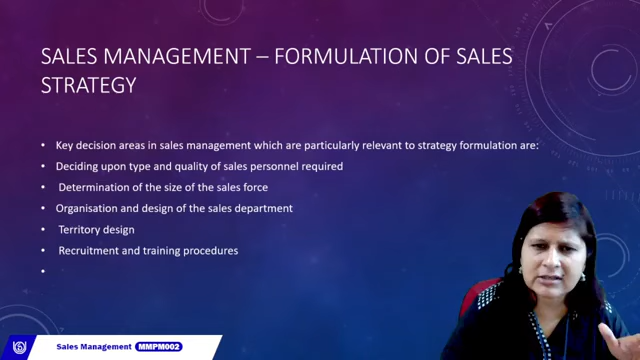 SALES MANAGEMENT – FORMULATION OF SALES
STRATEGY
• Key decision areas in sales management which are particularly relevant to strategy formulation are:
• Deciding upon type and quality of sales personnel required
• Determination of the size of the sales force
• Organisation and design of the sales department
• Territory design
• Recruitment and training procedures
•
Sales Management MMPM002